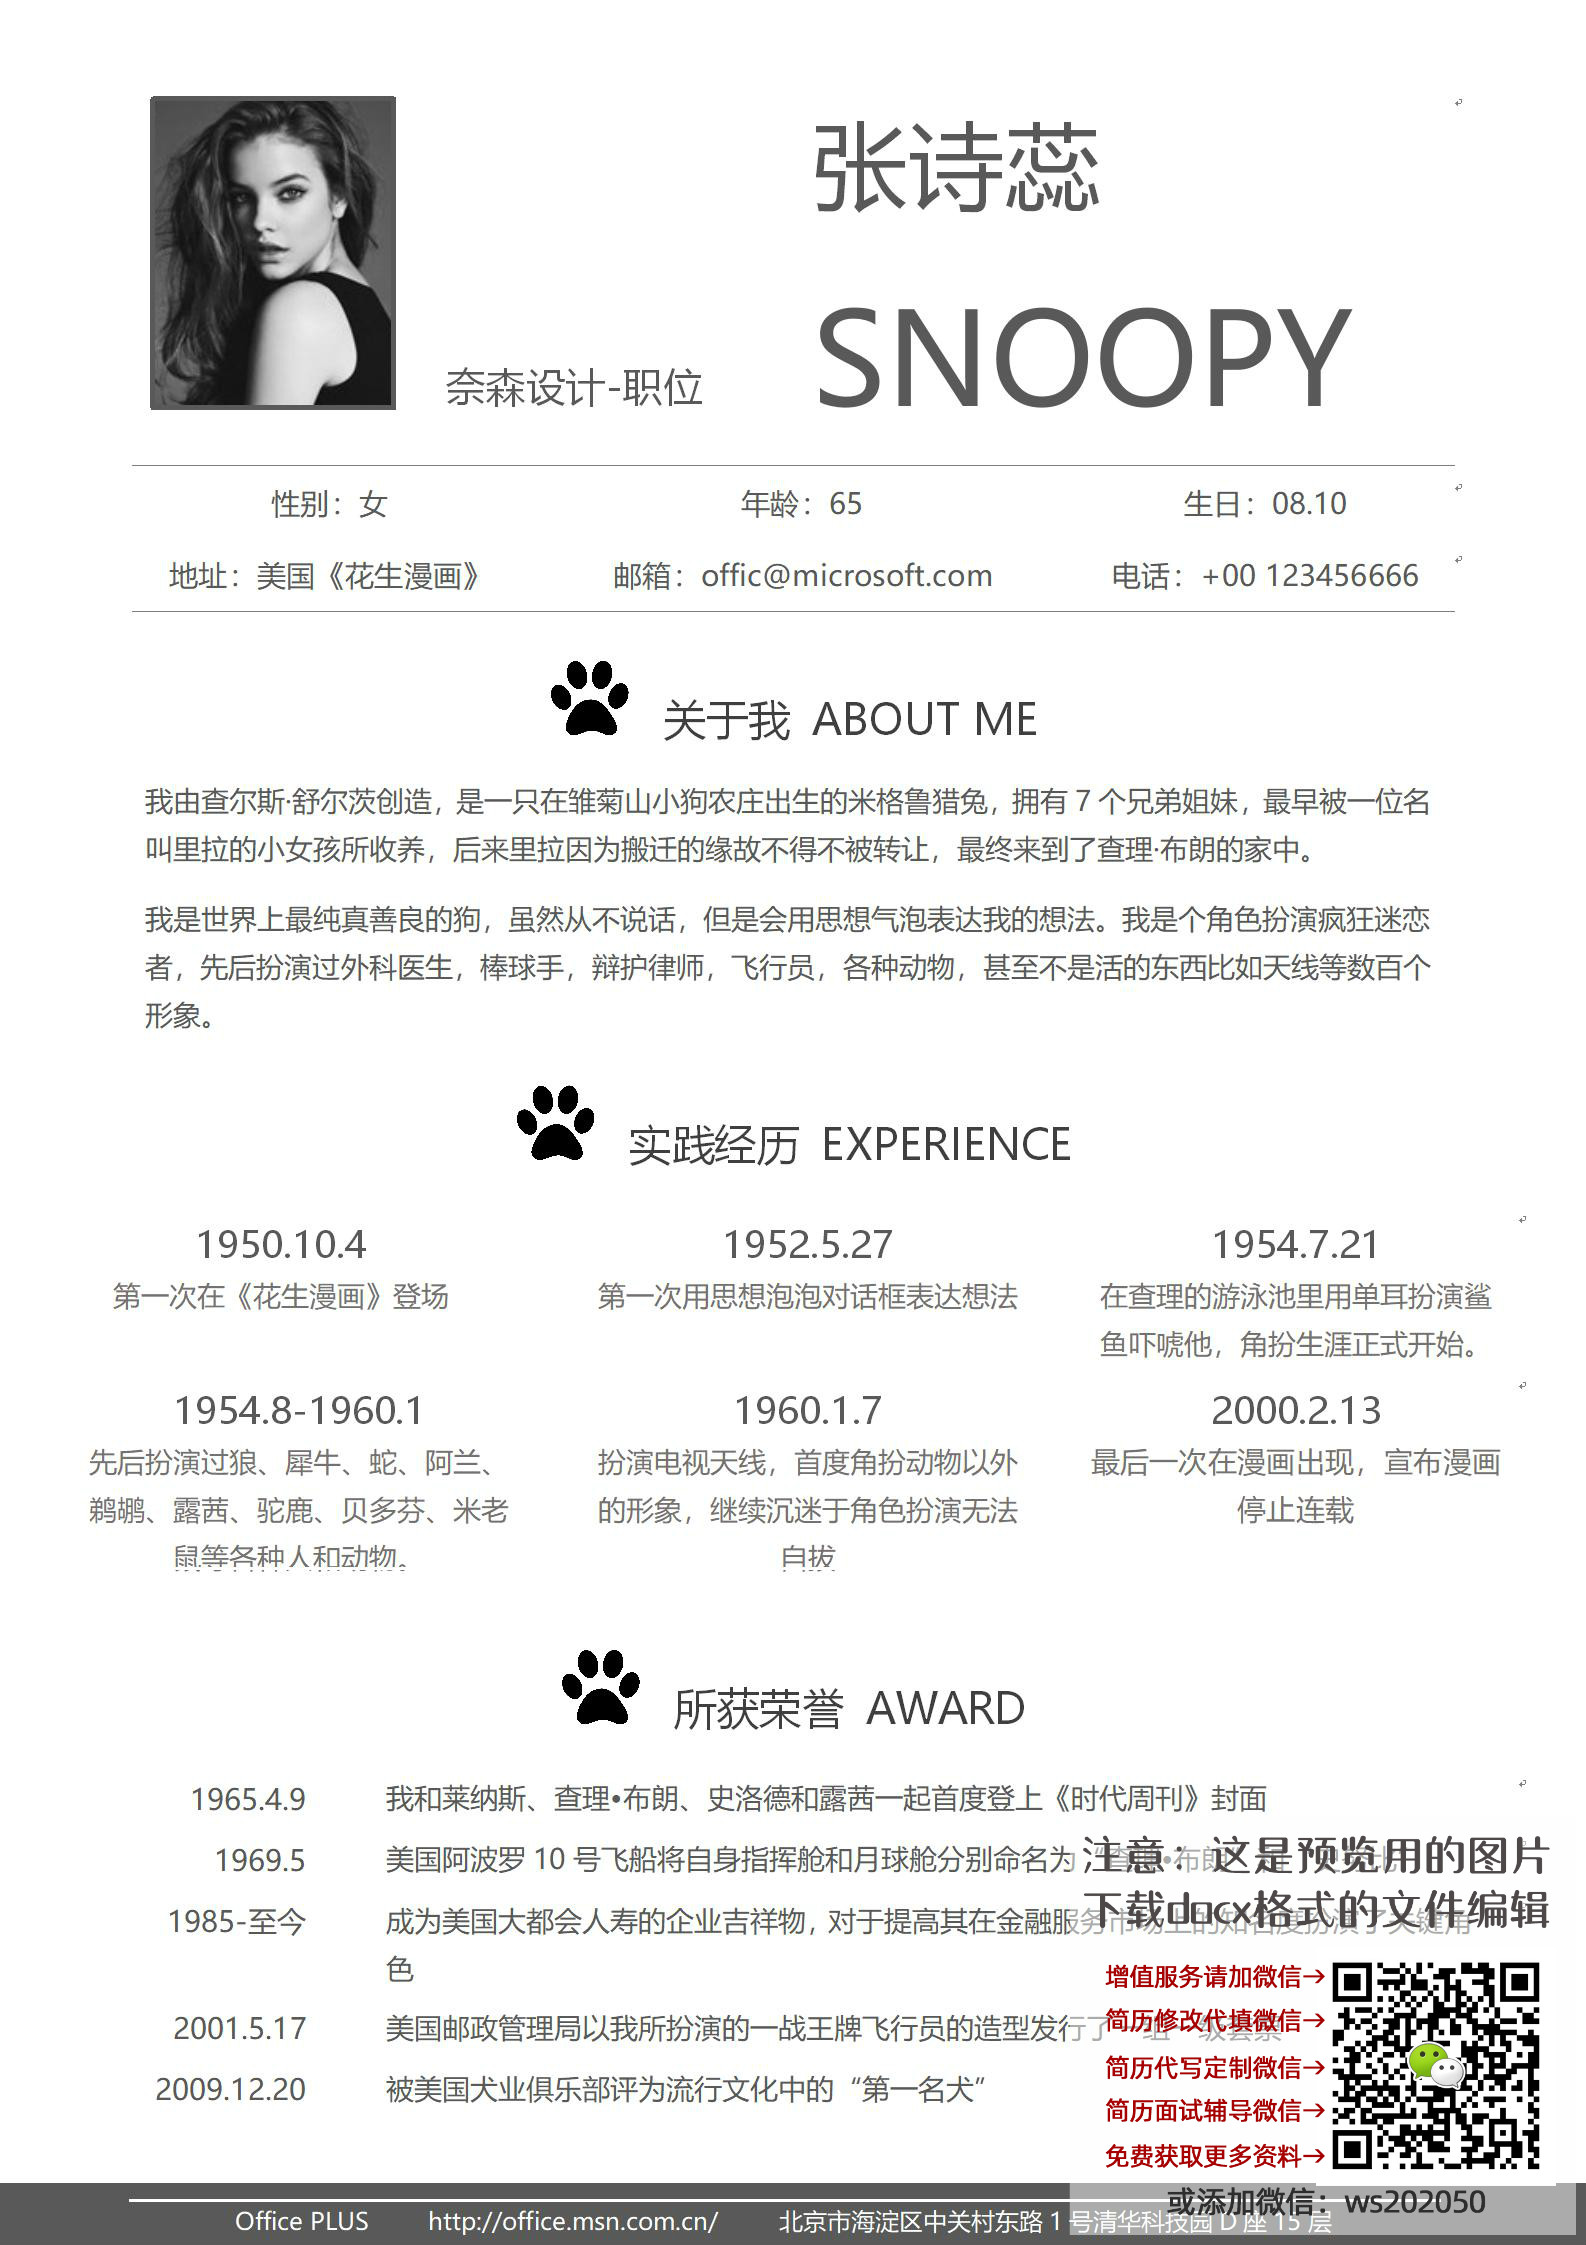 张诗蕊
SNOOPY
奈森设计-职位
性别：女 年龄：65 生日：08.10
地址：美国《花生漫画》 邮箱：offic@microsoft.com 电话：+00 123456666
关于我 ABOUT ME
我由查尔斯·舒尔茨创造，是一只在雏菊山小狗农庄出生的米格鲁猎兔，拥有 7 个兄弟姐妹，最早被一位名
叫里拉的小女孩所收养，后来里拉因为搬迁的缘故不得不被转让，最终来到了查理·布朗的家中。
我是世界上最纯真善良的狗，虽然从不说话，但是会用思想气泡表达我的想法。我是个角色扮演疯狂迷恋
者，先后扮演过外科医生，棒球手，辩护律师，飞行员，各种动物，甚至不是活的东西比如天线等数百个
形象。
实践经历 EXPERIENCE
1950.10.4
第一次在《花生漫画》登场
1952.5.27
第一次用思想泡泡对话框表达想法
1954.7.21
在查理的游泳池里用单耳扮演鲨
鱼吓唬他，角扮生涯正式开始。
1954.8-1960.1
先后扮演过狼、犀牛、蛇、阿兰、
鹈鹕、露茜、驼鹿、贝多芬、米老
鼠等各种人和动物。
1960.1.7
扮演电视天线，首度角扮动物以外
的形象，继续沉迷于角色扮演无法
自拔
2000.2.13
最后一次在漫画出现，宣布漫画
停止连载
所获荣誉 AWARD
1965.4.9 我和莱纳斯、查理•布朗、史洛德和露茜一起首度登上《时代周刊》封面
1969.5 美国阿波罗 10 号飞船将自身指挥舱和月球舱分别命名为
1985-至今 成为美国大都会人寿的企业吉祥物，对于提高其在金融服务市场上的知名度扮演了关键角
色
2001.5.17 美国邮政管理局以我所扮演的一战王牌飞行员的造型发行了
2009.12.20 被美国犬业俱乐部评为流行文化中的“第一名犬”
注意：这是预览用的图片
下载docx格式的文件编辑
增值服务请加微信→
简历修改代填微信→
简历代写定制微信→
简历面试辅导微信→
免费获取更多资料→
或添加微信：ws202050
Office PLUS http://office.msn.com.cn/ 北京市海淀区中关村东路 1 号清华科技园 D 座 15 层